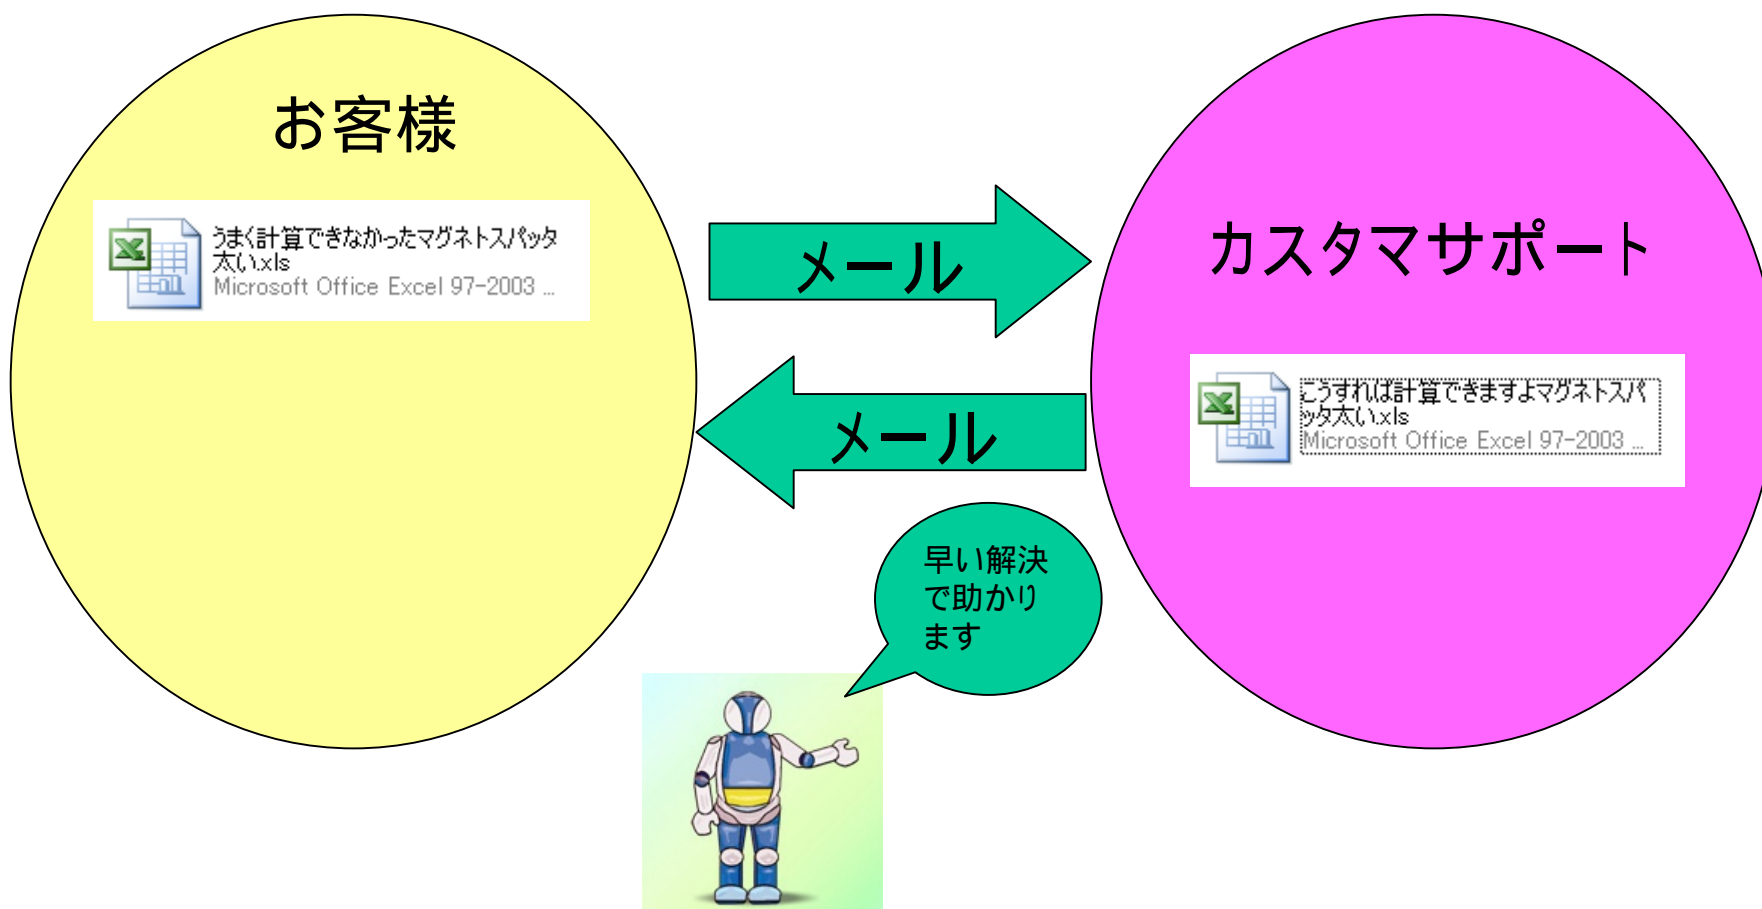 お客様
うまく計算できなかったマグネトスパッタ
太い.xls
Microsoft Office Excel 97-2003 ...
メール
カスタマサポート
こうすれば計算できますよマグネトスパ
ッタ太い.xls
Microsoft Office Excel 97-2003 ...
メール
早い解決
で助かり
ます